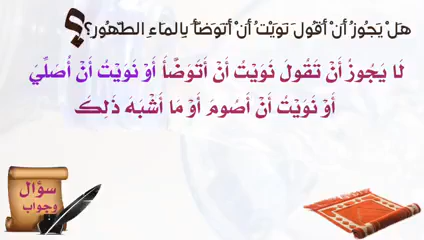 هَلْ يَجُوزُ أَنْ أَقُولَ نَوَيْتُ أَنْ أَتَوَضَّأَ بِالمَاءِ الطَّهُورِ؟
لَا يَجُوزُ أَنْ تَقُولَ نَوَيْتُ أَنْ أَتَوَضَّأَ أَوْ نَوَيْتُ أَنْ أُصَلِّيَ
أَوْ نَوَيْتُ أَنْ أَصُومَ أَوْ مَا أَشْبَهَ ذَلِكَ
سؤال
وجواب